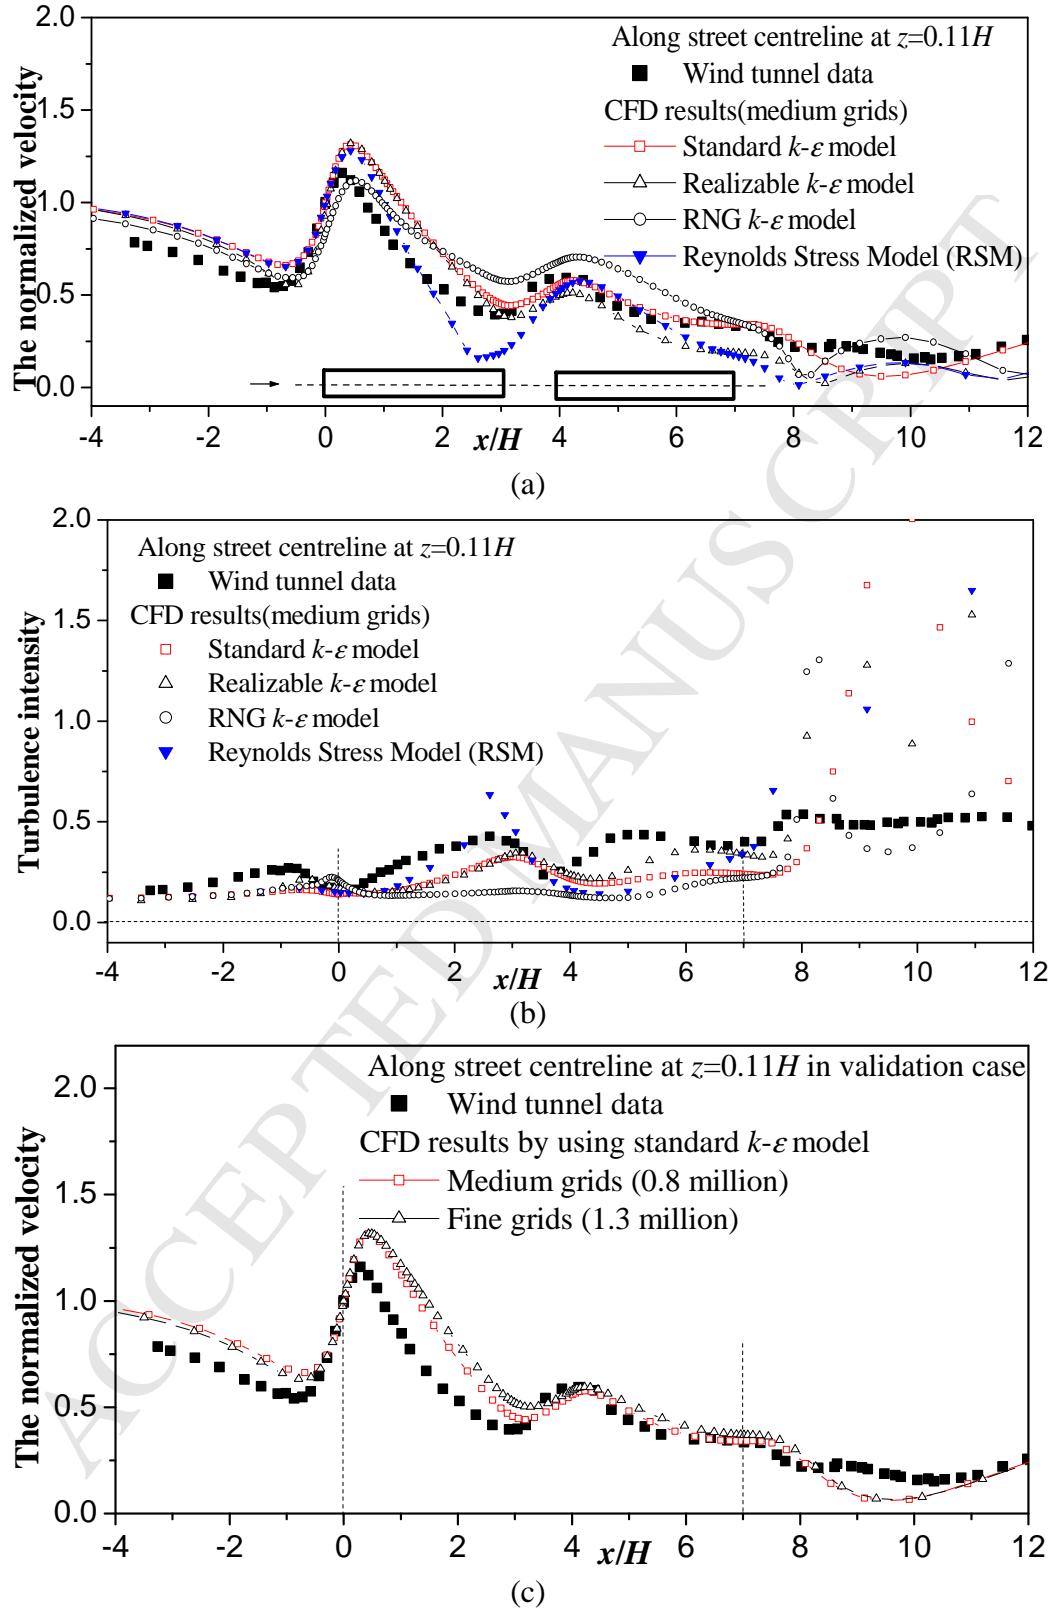 Along street centreline at z=0.11H
Wind tunnel data
CFD results(medium grids)
Standard k-ε model
Realizable k-ε model
RNG k-ε model
Reynolds Stress Model (RSM)
The normalized velocity
2.0
1.5
1.0
0.5
0.0
-4 -2 0 2 4 6 8 10 12
x/H
(a)
Along street centreline at z=0.11H
Wind tunnel data
CFD results(medium grids)
Standard k-ε model
Realizable k-ε model
RNG k-ε model
Reynolds Stress Model (RSM)
Turbulence intensity
2.0
1.5
1.0
0.5
0.0
-4 -2 0 2 4 6 8 10 12
x/H
(b)
Along street centreline at z=0.11H in validation case
Wind tunnel data
CFD results by using standard k-ε model
Medium grids (0.8 million)
Fine grids (1.3 million)
The normalized velocity
2.0
1.5
1.0
0.5
0.0
-4 -2 0 2 4 6 8 10 12
x/H
(c)
ACCEPTED MANUSCRIPT